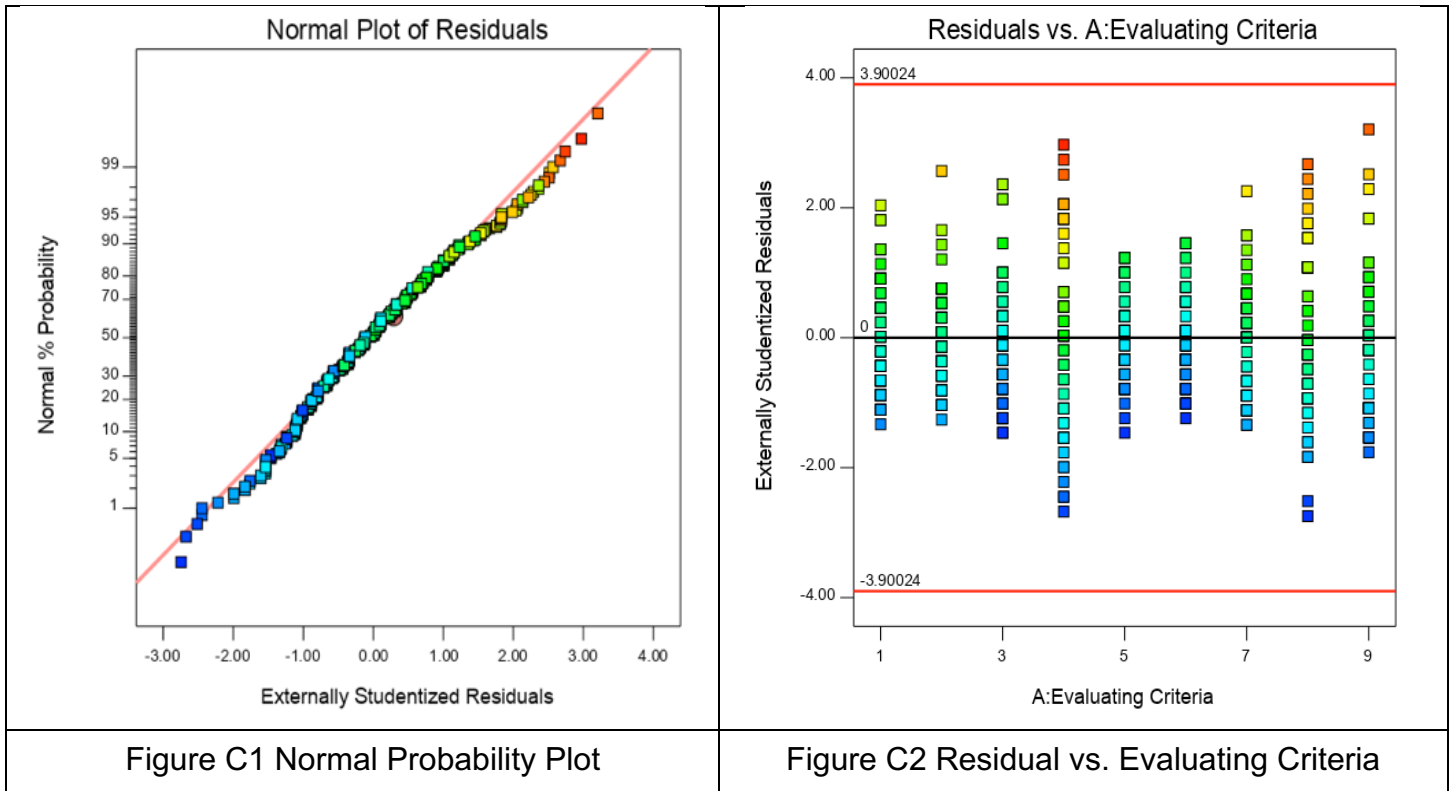 Normal Plot of Residuals
Normal % Probability
99
95
90
80
70
50
30
20
10
5
1
-3.00 -2.00 -1.00 0.00 1.00 2.00 3.00 4.00
Externally Studentized Residuals
Figure C1 Normal Probability Plot
Residuals vs. A:Evaluating Criteria
Externally Studentized Residuals
4.00
3.90024
2.00
0.00
0
-2.00
-3.90024
-4.00
1 3 5 7 9
A:Evaluating Criteria
Figure C2 Residual vs. Evaluating Criteria